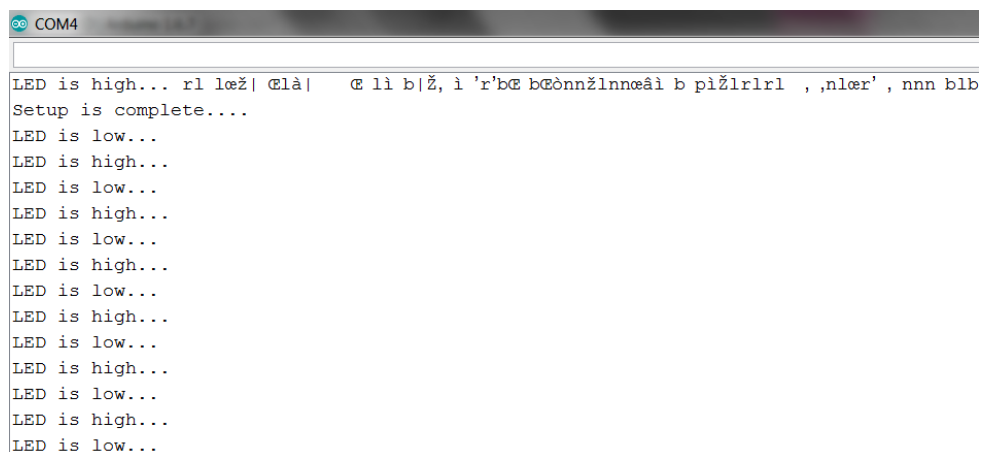 COM4
LED is high... rl lœž| Œlà| Œ lì b|Ž, ì ’r’bŒ bŒònnžlnnœâì b pìŽlrlrl , ,nlœr’, nnn blb
Setup is complete....
LED is low...
LED is high...
LED is low...
LED is high...
LED is low...
LED is high...
LED is low...
LED is high...
LED is low...
LED is high...
LED is low...
LED is high...
LED is low...